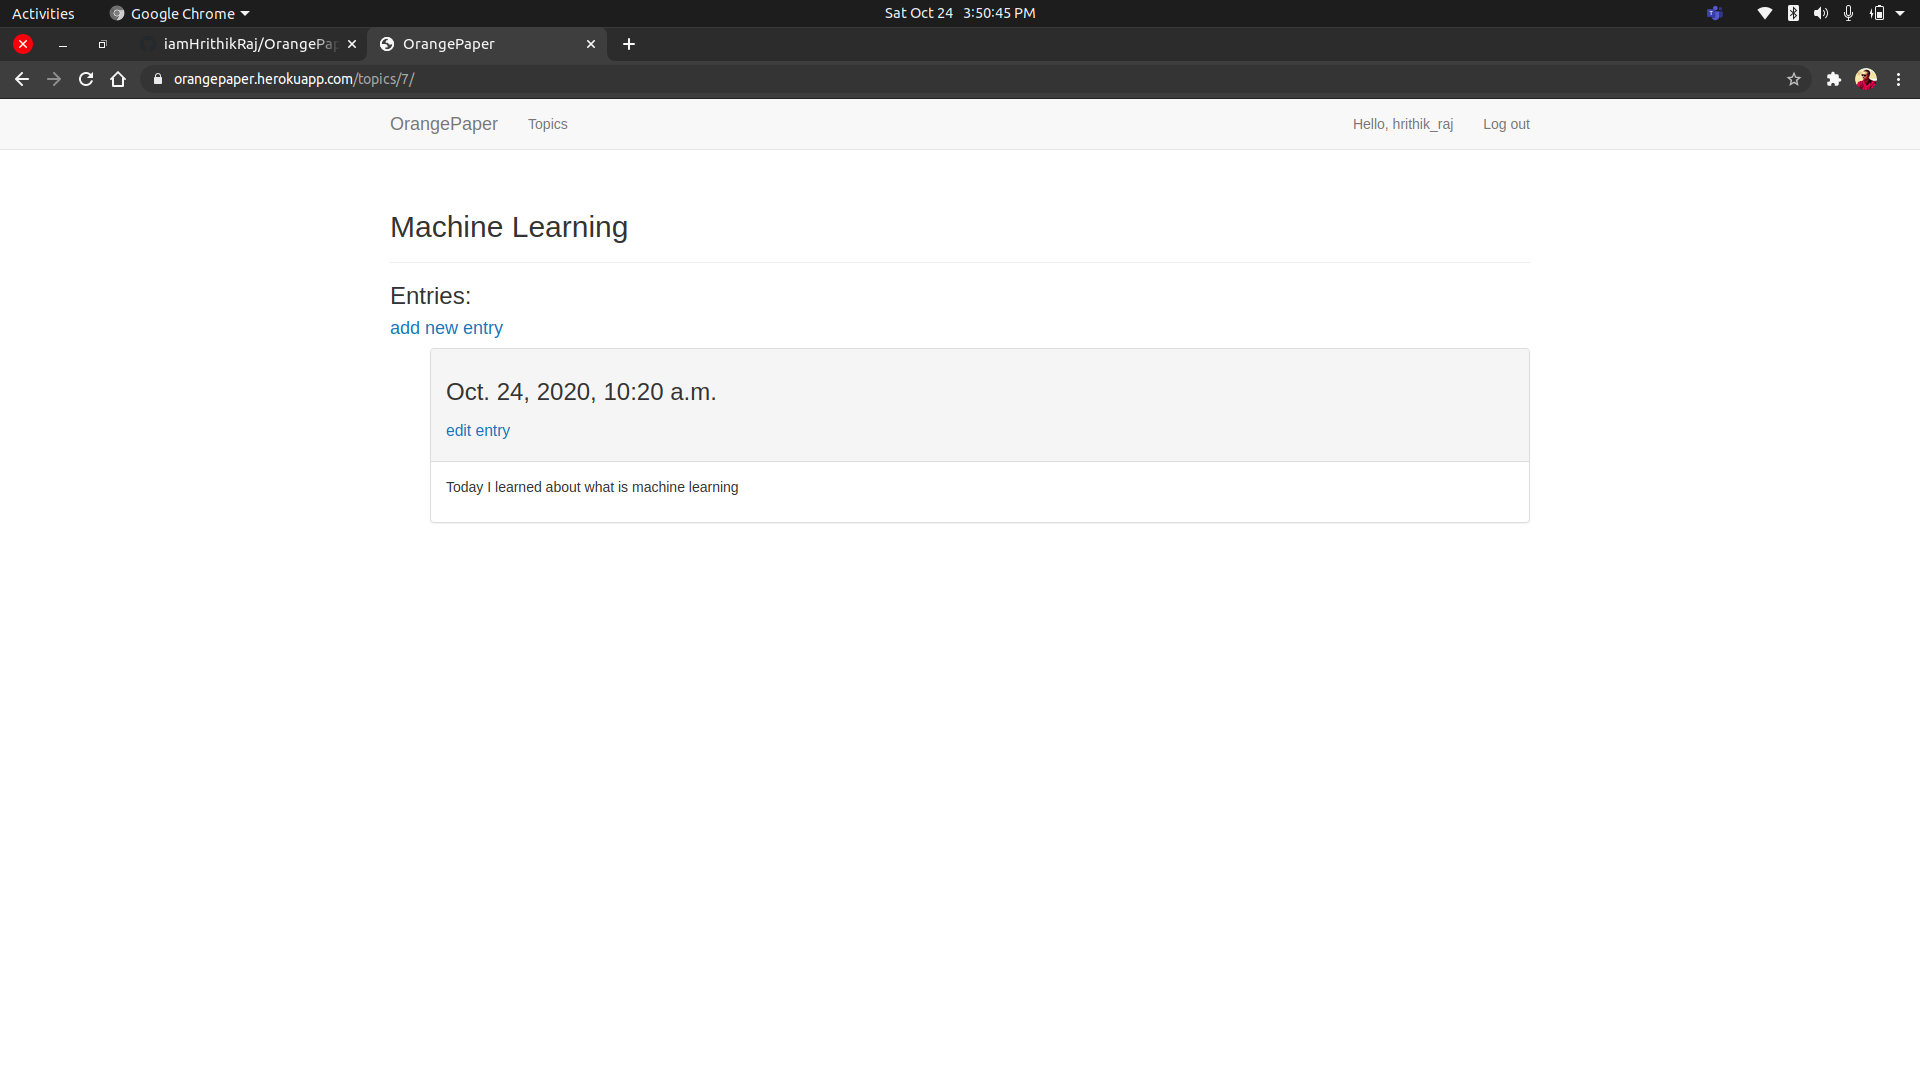 Activities Google Chrome Sat Oct 24 3:50:45 PM
iamHrithikRaj/OrangePap OrangePaper
orangepaper.herokuapp.com/topics/7/
OrangePaper Topics Hello, hrithik_raj Log out
Machine Learning
Entries:
add new entry
Oct. 24, 2020, 10:20 a.m.
edit entry
Today I learned about what is machine learning